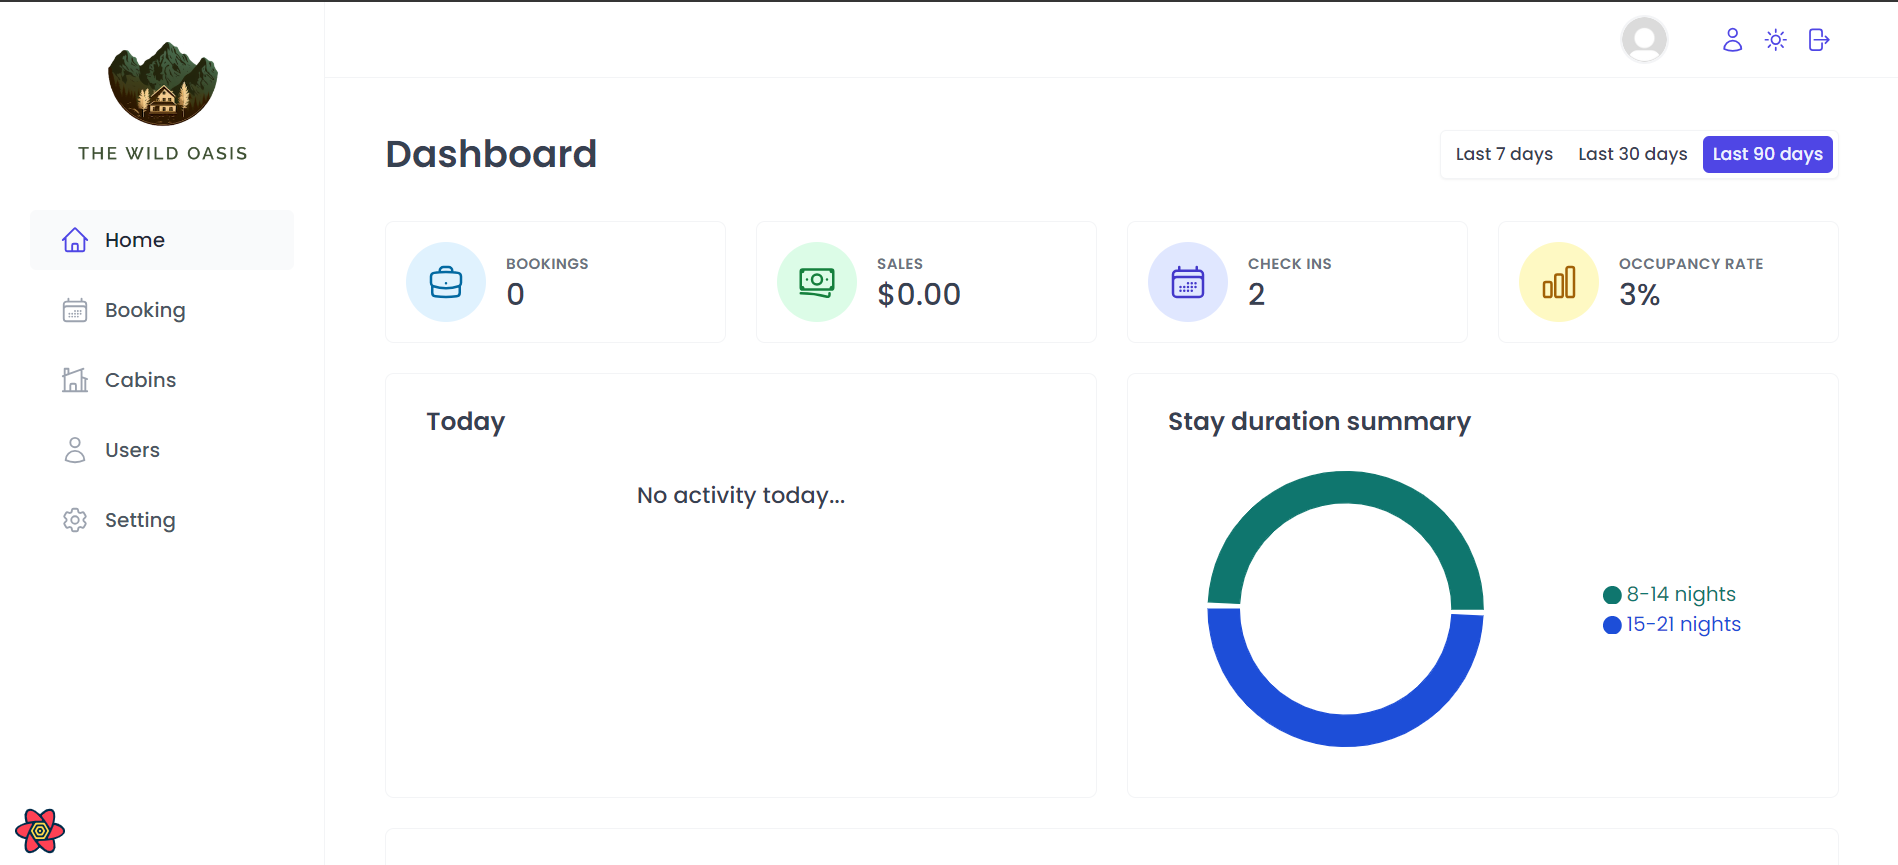 THE WILD OASIS
Home
Booking
Cabins
Users
Setting
Dashboard
Last 7 days Last 30 days Last 90 days
BOOKINGS
0
SALES
$0.00
CHECK INS
2
OCCUPANCY RATE
3%
Today
No activity today...
Stay duration summary
8-14 nights
15-21 nights